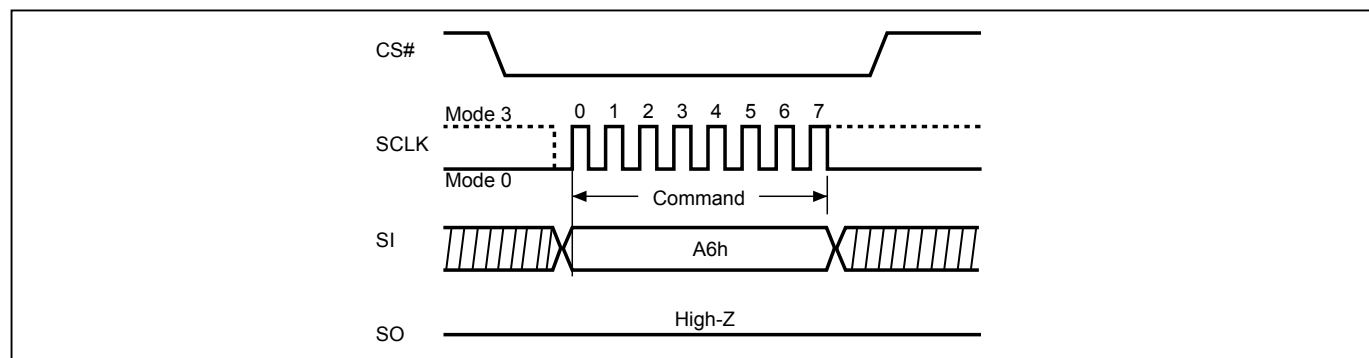 CS#
Mode 3
0 1 2 3 4 5 6 7
SCLK
Mode 0
Command
SI
A6h
High-Z
SO